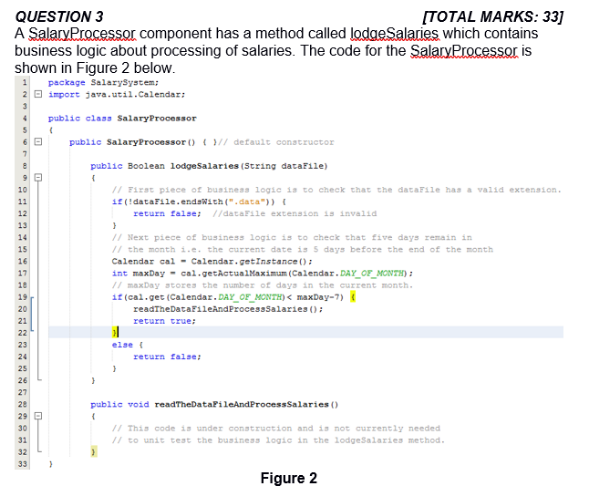 QUESTION 3 [TOTAL MARKS: 33]
A SalaryProcessor component has a method called lodgeSalaries which contains
business logic about processing of salaries. The code for the SalaryProcessor is
shown in Figure 2 below.
1 package SalarySystem;
2 import java.util.Calendar;
3
4 public class SalaryProcessor
5 {
6 public SalaryProcessor() { }// default constructor
7
8 public Boolean lodgeSalaries(String dataFile)
9 {
10 // First piece of business logic is to check that the dataFile has a valid extension.
11 if(!dataFile.endsWith(".data")) {
12 return false; //dataFile extension is invalid
13 }
14 // Next piece of business logic is to check that five days remain in
15 // the month i.e. the current date is 5 days before the end of the month
16 Calendar cal = Calendar.getInstance();
17 int maxDay = cal.getActualMaximum(Calendar.DAY_OF_MONTH);
18 // maxDay stores the number of days in the current month.
19 if(cal.get(Calendar.DAY_OF_MONTH)< maxDay-7) {
20 readTheDataFileAndProcessSalaries();
21 return true;
22 }
23 else {
24 return false;
25 }
26 }
27
28 public void readTheDataFileAndProcessSalaries()
29 {
30 // This code is under construction and is not currently needed
31 // to unit test the business logic in the lodgeSalaries method.
32 }
33 }
Figure 2